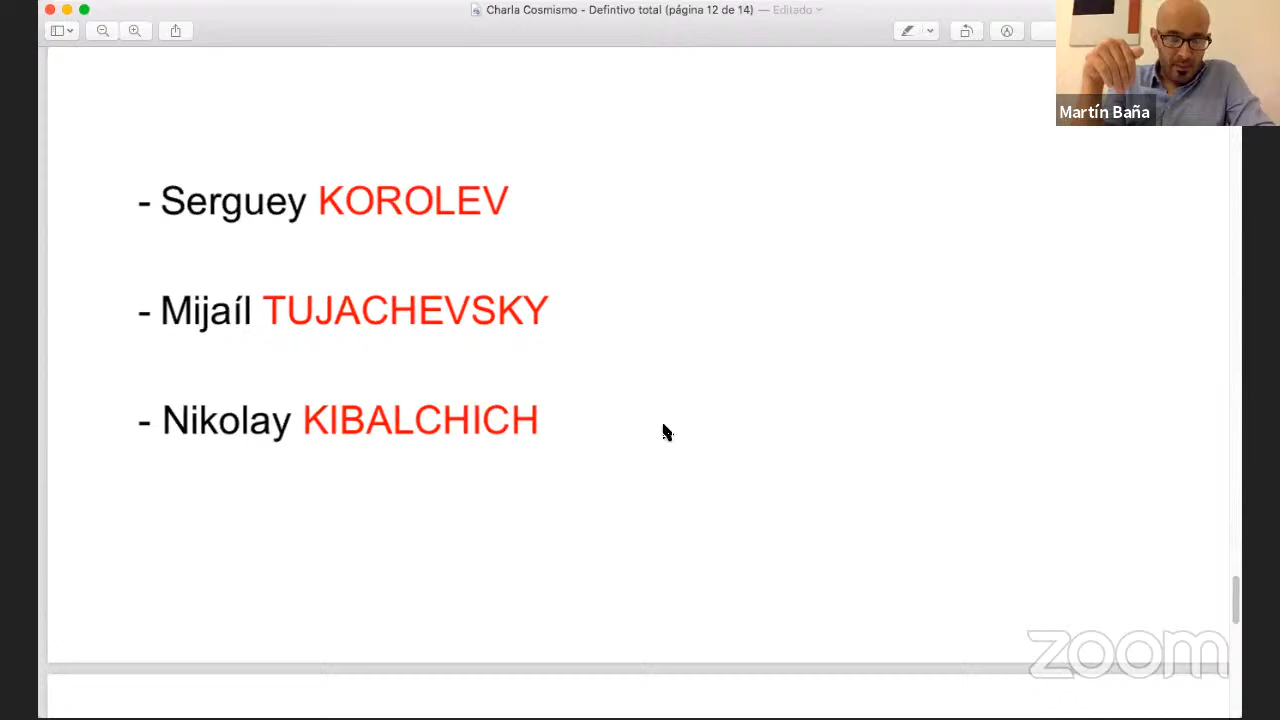 Charla Cosmismo - Defintivo total (página 12 de 14) — Editado
Martín Baña
- Serguey KOROLEV
- Mijaíl TUJACHEVSKY
- Nikolay KIBALCHICH
zoom